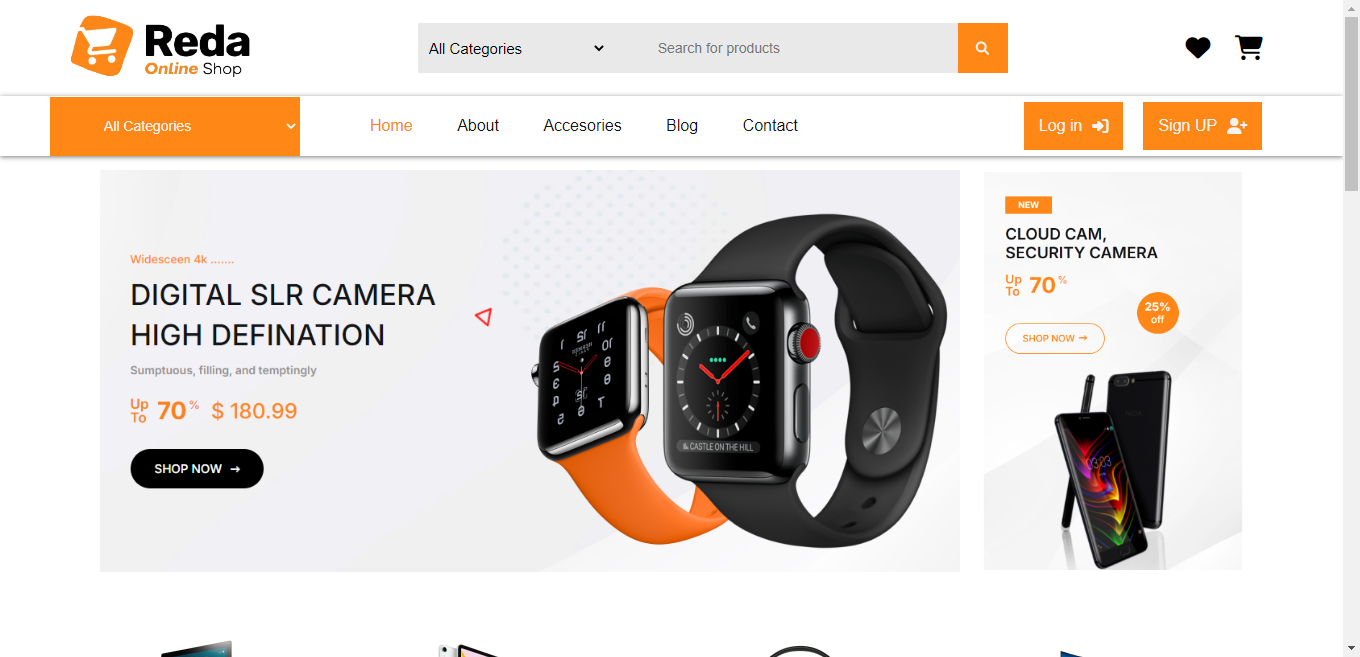 Reda
Online Shop
All Categories
Search for products
All Categories
Home
About
Accesories
Blog
Contact
Log in
Sign UP
Widesceen 4k .......
DIGITAL SLR CAMERA
HIGH DEFINATION
Sumptuous, filling, and temptingly
Up To 70% $ 180.99
SHOP NOW →
& CASTLE ON THE HILL
NEW
CLOUD CAM,
SECURITY CAMERA
Up To 70%
25%
off
SHOP NOW →
03:03